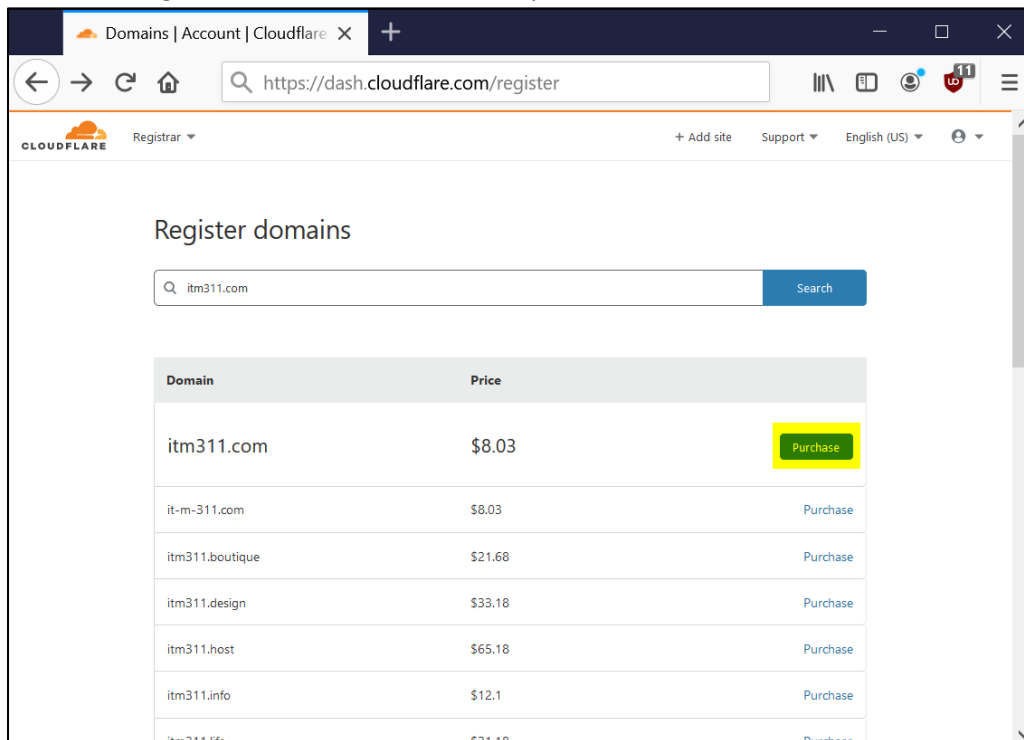 Domains | Account | Cloudflare
https://dash.cloudflare.com/register
11
CLOUDFLARE
Registrar
+ Add site
Support
English (US)
Register domains
itm311.com
Search
Domain Price
itm311.com $8.03 Purchase
it-m-311.com $8.03 Purchase
itm311.boutique $21.68 Purchase
itm311.design $33.18 Purchase
itm311.host $65.18 Purchase
itm311.info $12.1 Purchase